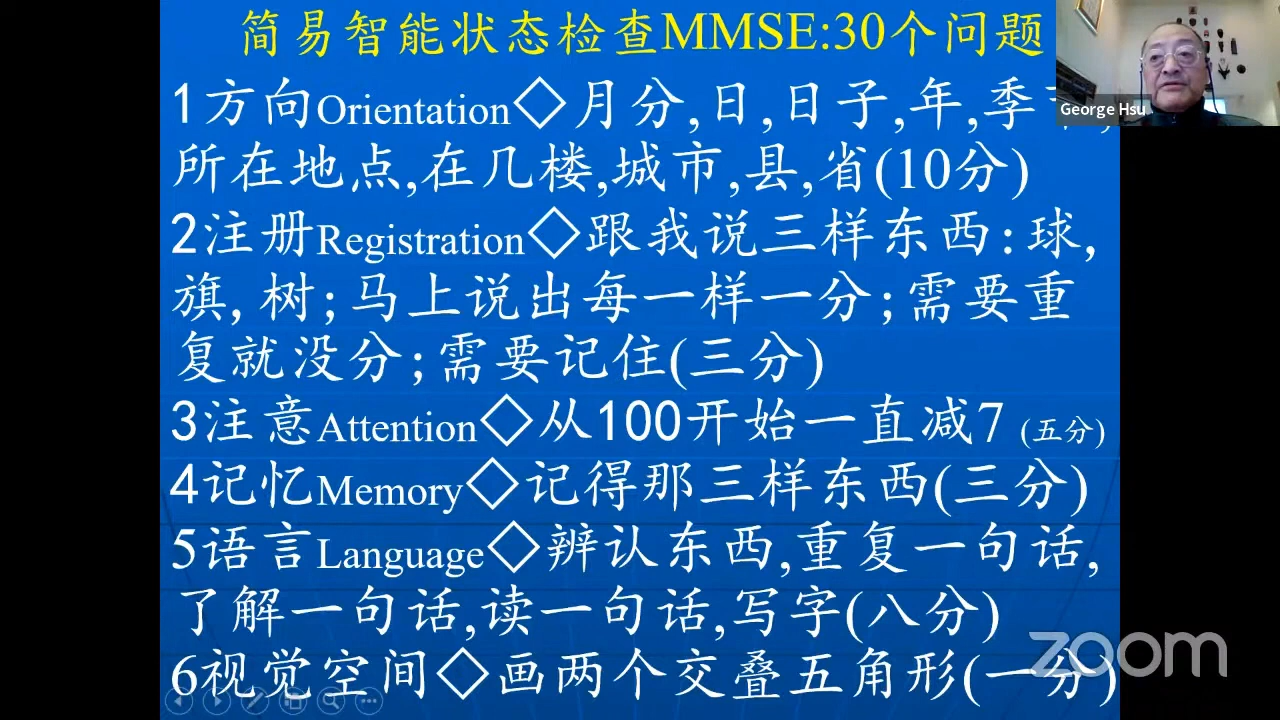 简易智能状态检查MMSE:30个问题
1方向Orientation◇月分,日,日子,年,季
所在地点,在几楼,城市,县,省(10分)
2注册Registration◇跟我说三样东西:球,
旗, 树;马上说出每一样一分;需要重
复就没分;需要记住(三分)
3注意Attention◇从100开始一直减7 (五分)
4记忆Memory◇记得那三样东西(三分)
5语言Language◇辨认东西,重复一句话,
了解一句话,读一句话,写字(八分)
6视觉空间◇画两个交叠五角形(一分)
George Hsu
zoom